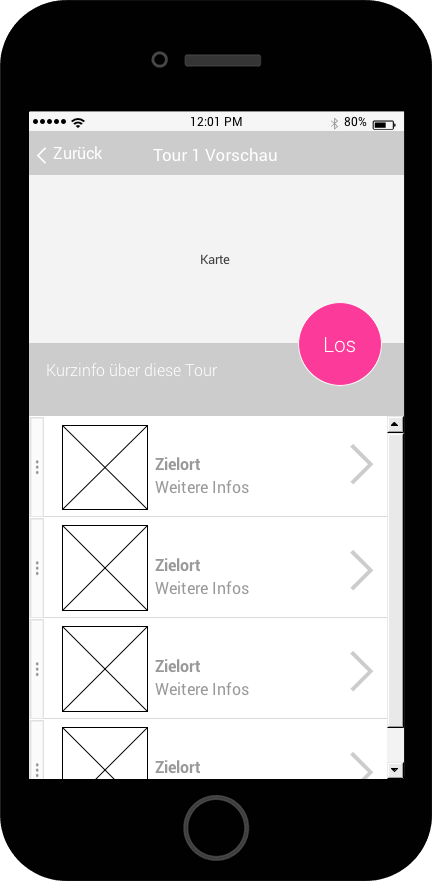 12:01 PM
80%
Zurück
Tour 1 Vorschau
Karte
Los
Kurzinfo über diese Tour
Zielort
Weitere Infos
Zielort
Weitere Infos
Zielort
Weitere Infos
Zielort